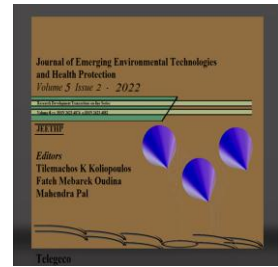 Journal of Emerging Environmental Technologies
and Health Protection
Volume 5 Issue 2 - 2022
JEETHP
Editors
Tilemachos K Koliopoulos
Fateh Mebarek Oudina
Mahendra Pal
Telegeco